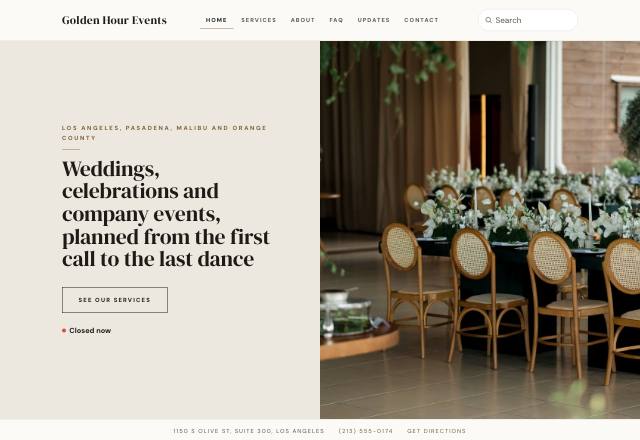 Golden Hour Events
HOME SERVICES ABOUT FAQ UPDATES CONTACT
Search
LOS ANGELES, PASADENA, MALIBU AND ORANGE
COUNTY
Weddings,
celebrations and
company events,
planned from the first
call to the last dance
SEE OUR SERVICES
Closed now
1150 S OLIVE ST, SUITE 300, LOS ANGELES (213) 555-0174 GET DIRECTIONS